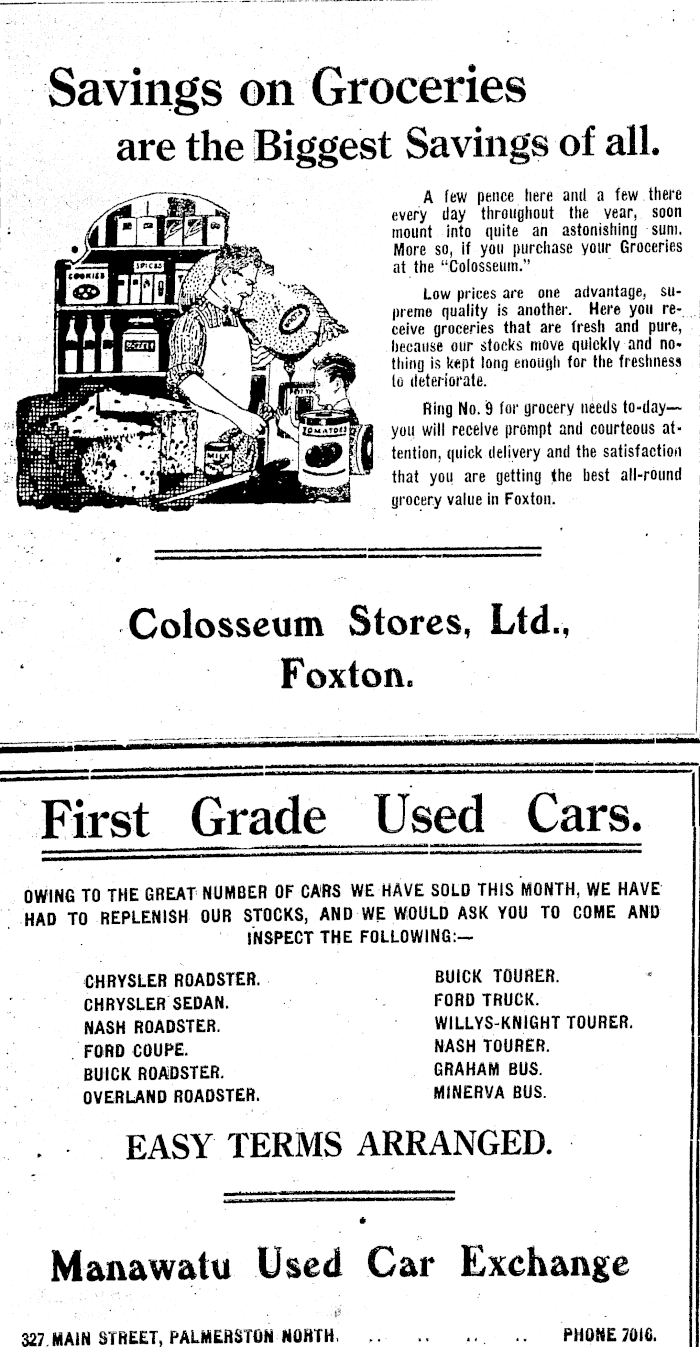 Savings on Groceries
are the Biggest Savings of all.
A few pence here and a few there
every day throughout the year, soon
mount into quite an astonishing sum.
More so, if you purchase your Groceries
at the "Colosseum."
Low prices are one advantage, su-
preme quality is another. Here you re-
ceive groceries that are fresh and pure,
because our stocks move quickly and no-
thing is kept long enough for the freshness
to deteriorate.
Ring No. 9 for grocery needs to-day—
you will receive prompt and courteous at-
tention, quick delivery and the satisfaction
that you are getting the best all-round
grocery value in Foxton.
COOKIES
SPICES
COFFEE
MILK
TOMATOES
Colosseum Stores, Ltd.,
Foxton.
First Grade Used Cars.
OWING TO THE GREAT NUMBER OF CARS WE HAVE SOLD THIS MONTH, WE HAVE
HAD TO REPLENISH OUR STOCKS, AND WE WOULD ASK YOU TO COME AND
INSPECT THE FOLLOWING:—
CHRYSLER ROADSTER.
CHRYSLER SEDAN.
NASH ROADSTER.
FORD COUPE.
BUICK ROADSTER.
OVERLAND ROADSTER.
BUICK TOURER.
FORD TRUCK.
WILLYS-KNIGHT TOURER.
NASH TOURER.
GRAHAM BUS.
MINERVA BUS.
EASY TERMS ARRANGED.
Manawatu Used Car Exchange
327 MAIN STREET, PALMERSTON NORTH. .. .. .. .. PHONE 7016.